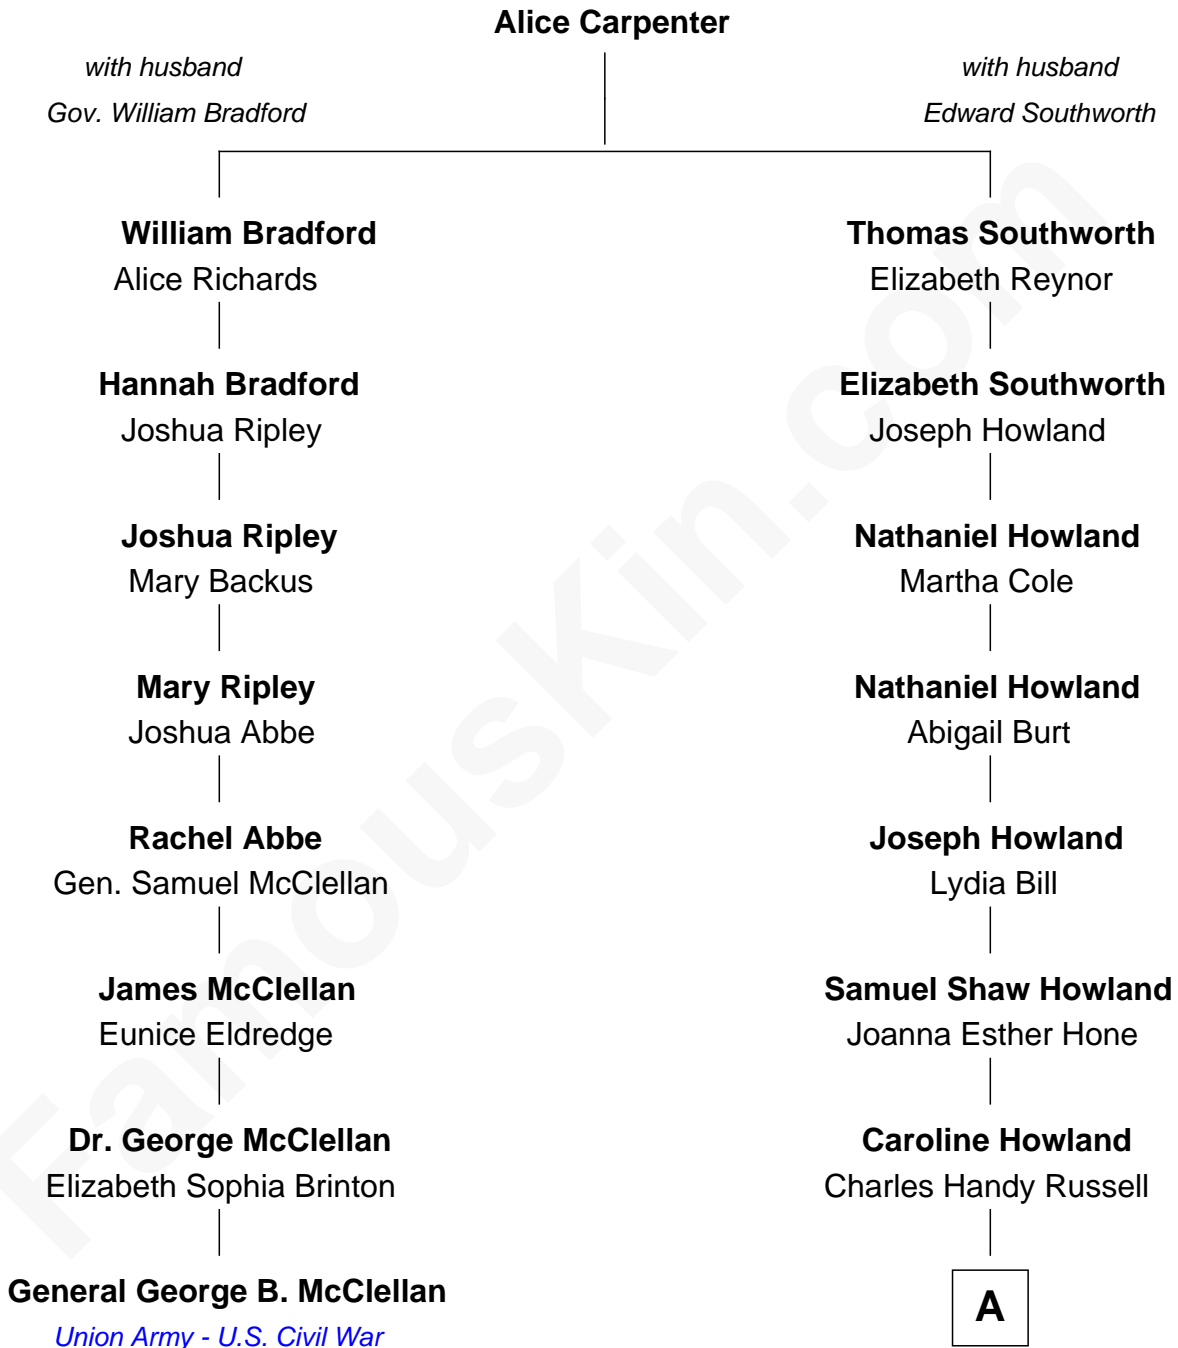 Alice Carpenter
with husband
Gov. William Bradford
with husband
Edward Southworth
William Bradford
Alice Richards
Thomas Southworth
Elizabeth Reynor
Hannah Bradford
Joshua Ripley
Elizabeth Southworth
Joseph Howland
Joshua Ripley
Mary Backus
Nathaniel Howland
Martha Cole
Mary Ripley
Joshua Abbe
Nathaniel Howland
Abigail Burt
Rachel Abbe
Gen. Samuel McClellan
Joseph Howland
Lydia Bill
James McClellan
Eunice Eldredge
Samuel Shaw Howland
Joanna Esther Hone
Dr. George McClellan
Elizabeth Sophia Brinton
Caroline Howland
Charles Handy Russell
General George B. McClellan
Union Army - U.S. Civil War
A
FamousKin.com